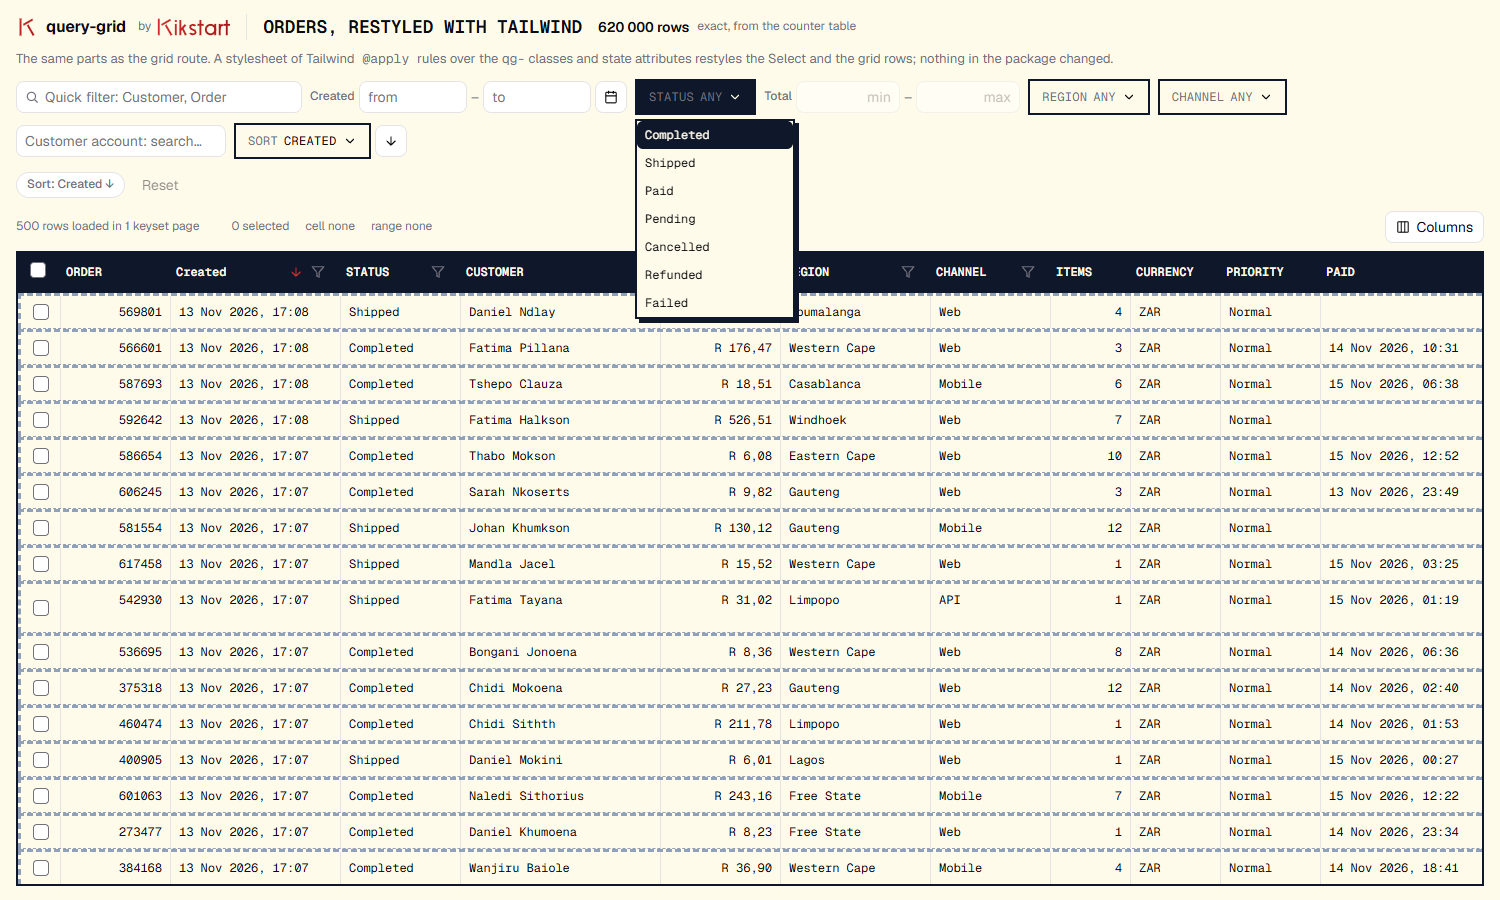 query-grid by Kikstart ORDERS, RESTYLED WITH TAILWIND 620 000 rows exact, from the counter table
The same parts as the grid route. A stylesheet of Tailwind @apply rules over the qg- classes and state attributes restyles the Select and the grid rows; nothing in the package changed.
Quick filter: Customer, Order Created from – to STATUS ANY Total min – max REGION ANY CHANNEL ANY
Customer account: search... SORT CREATED
Sort: Created ↓ Reset
Completed
Shipped
Paid
Pending
Cancelled
Refunded
Failed
500 rows loaded in 1 keyset page 0 selected cell none range none Columns
ORDER Created STATUS CUSTOMER EGION CHANNEL ITEMS CURRENCY PRIORITY PAID
569801 13 Nov 2026, 17:08 Shipped Daniel Ndlay pumalanga Web 4 ZAR Normal
566601 13 Nov 2026, 17:08 Completed Fatima Pillana R 176,47 Western Cape Web 3 ZAR Normal 14 Nov 2026, 10:31
587693 13 Nov 2026, 17:08 Completed Tshepo Clauza R 18,51 Casablanca Mobile 6 ZAR Normal 15 Nov 2026, 06:38
592642 13 Nov 2026, 17:08 Shipped Fatima Halkson R 526,51 Windhoek Web 7 ZAR Normal
586654 13 Nov 2026, 17:07 Completed Thabo Mokson R 6,08 Eastern Cape Web 10 ZAR Normal 15 Nov 2026, 12:52
606245 13 Nov 2026, 17:07 Completed Sarah Nkoserts R 9,82 Gauteng Web 3 ZAR Normal 13 Nov 2026, 23:49
581554 13 Nov 2026, 17:07 Shipped Johan Khumkson R 130,12 Gauteng Mobile 12 ZAR Normal
617458 13 Nov 2026, 17:07 Shipped Mandla Jacel R 15,52 Western Cape Web 1 ZAR Normal 15 Nov 2026, 03:25
542930 13 Nov 2026, 17:07 Shipped Fatima Tayana R 31,02 Limpopo API 1 ZAR Normal 15 Nov 2026, 01:19
536695 13 Nov 2026, 17:07 Completed Bongani Jonoena R 8,36 Western Cape Web 8 ZAR Normal 14 Nov 2026, 06:36
375318 13 Nov 2026, 17:07 Completed Chidi Mokoena R 27,23 Gauteng Web 12 ZAR Normal 14 Nov 2026, 02:40
460474 13 Nov 2026, 17:07 Completed Chidi Sithth R 211,78 Limpopo Web 1 ZAR Normal 14 Nov 2026, 01:53
400905 13 Nov 2026, 17:07 Shipped Daniel Mokini R 6,01 Lagos Web 1 ZAR Normal 15 Nov 2026, 00:27
601063 13 Nov 2026, 17:07 Completed Naledi Sithorius R 243,16 Free State Mobile 7 ZAR Normal 15 Nov 2026, 12:22
273477 13 Nov 2026, 17:07 Completed Daniel Khumoena R 8,23 Free State Web 1 ZAR Normal 14 Nov 2026, 23:34
384168 13 Nov 2026, 17:07 Completed Wanjiru Baiole R 36,90 Western Cape Mobile 4 ZAR Normal 14 Nov 2026, 18:41